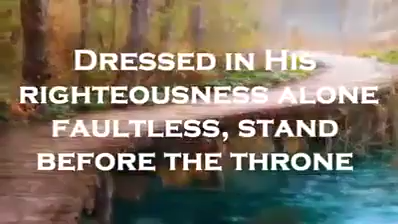 Dressed in His
righteousness alone
faultless, stand
before the throne